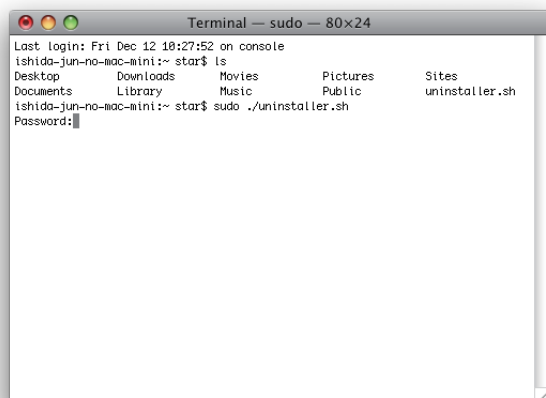 Terminal — sudo — 80×24
Last login: Fri Dec 12 10:27:52 on console
ishida-jun-no-mac-mini:~ star$ ls
Desktop Downloads Movies Pictures Sites
Documents Library Music Public uninstaller.sh
ishida-jun-no-mac-mini:~ star$ sudo ./uninstaller.sh
Password: